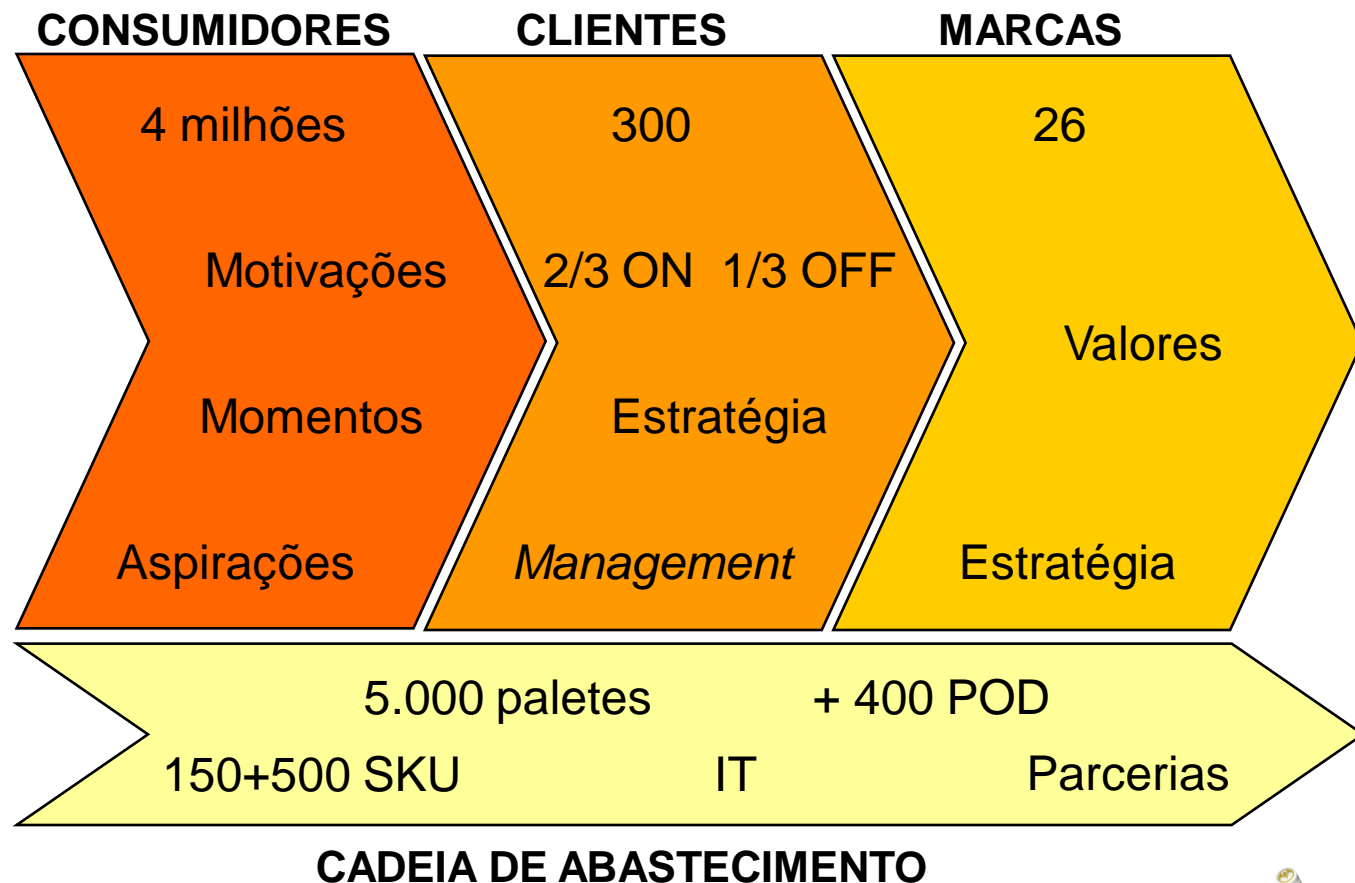 CONSUMIDORES CLIENTES MARCAS
4 milhões 300 26
Motivações 2/3 ON 1/3 OFF
Valores
Momentos Estratégia
Aspirações Management Estratégia
5.000 paletes + 400 POD
150+500 SKU IT Parcerias
CADEIA DE ABASTECIMENTO